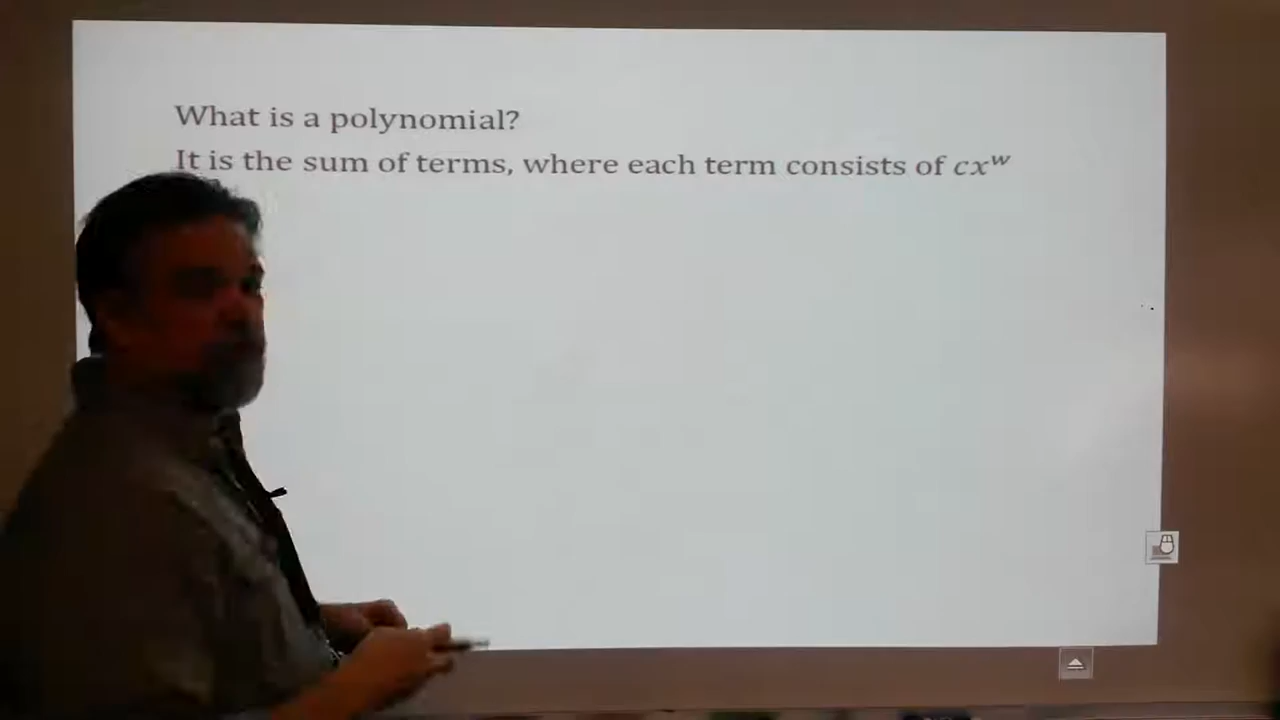 What is a polynomial?
It is the sum of terms, where each term consists of cx^w